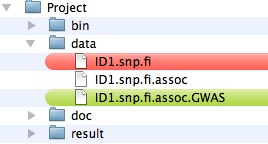 Project
bin
data
ID1.snp.fi
ID1.snp.fi.assoc
ID1.snp.fi.assoc.GWAS
doc
result